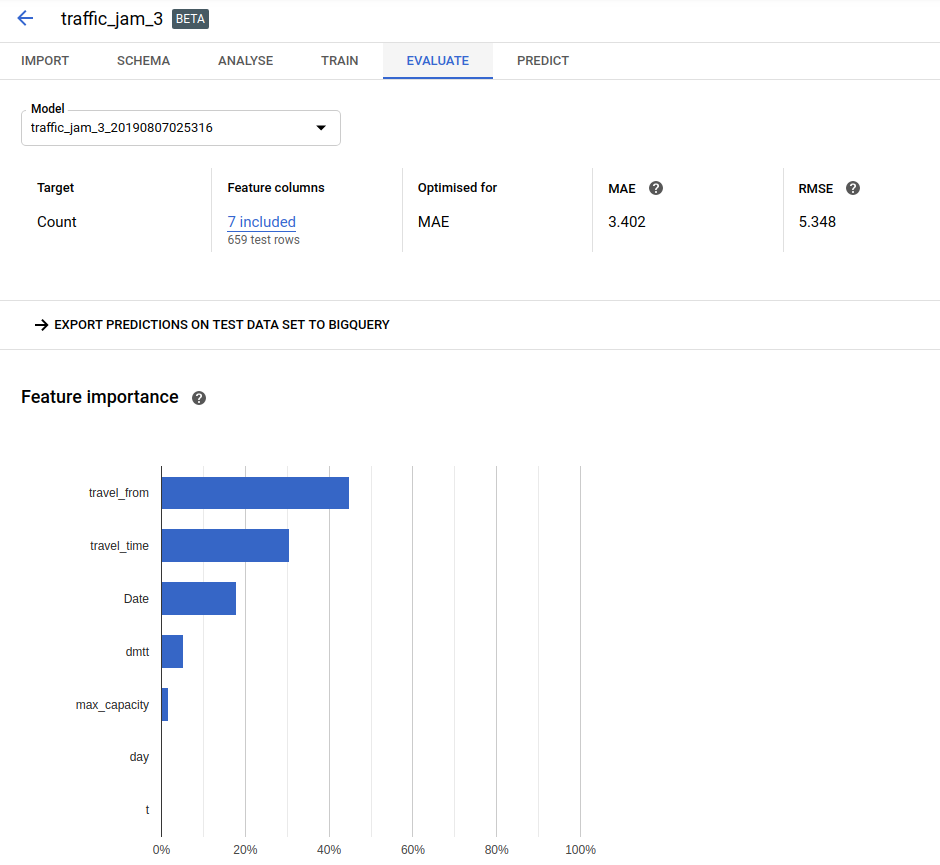 traffic_jam_3 BETA
IMPORT SCHEMA ANALYSE TRAIN EVALUATE PREDICT
Model
traffic_jam_3_20190807025316
Target Feature columns Optimised for MAE ? RMSE ?
Count 7 included MAE 3.402 5.348
659 test rows
EXPORT PREDICTIONS ON TEST DATA SET TO BIGQUERY
Feature importance ?
travel_from
travel_time
Date
dmtt
max_capacity
day
t
0% 20% 40% 60% 80% 100%